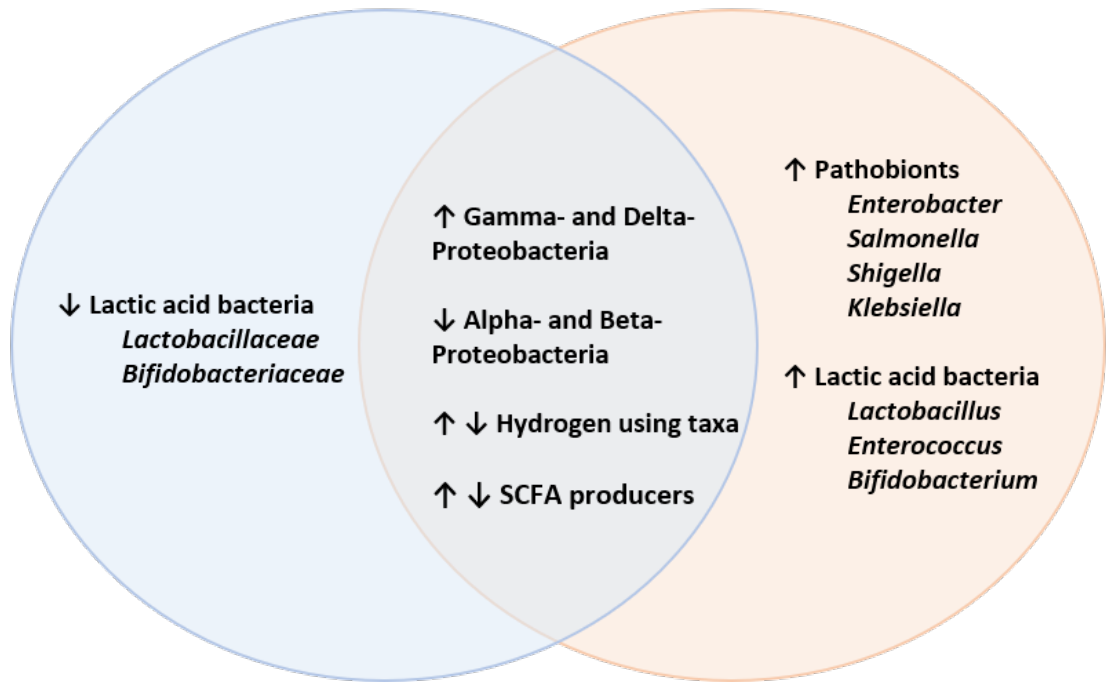 ↓ Lactic acid bacteria
Lactobacillaceae
Bifidobacteriaceae
↑ Gamma- and Delta-
Proteobacteria
↓ Alpha- and Beta-
Proteobacteria
↑ ↓ Hydrogen using taxa
↑ ↓ SCFA producers
↑ Pathobionts
Enterobacter
Salmonella
Shigella
Klebsiella
↑ Lactic acid bacteria
Lactobacillus
Enterococcus
Bifidobacterium